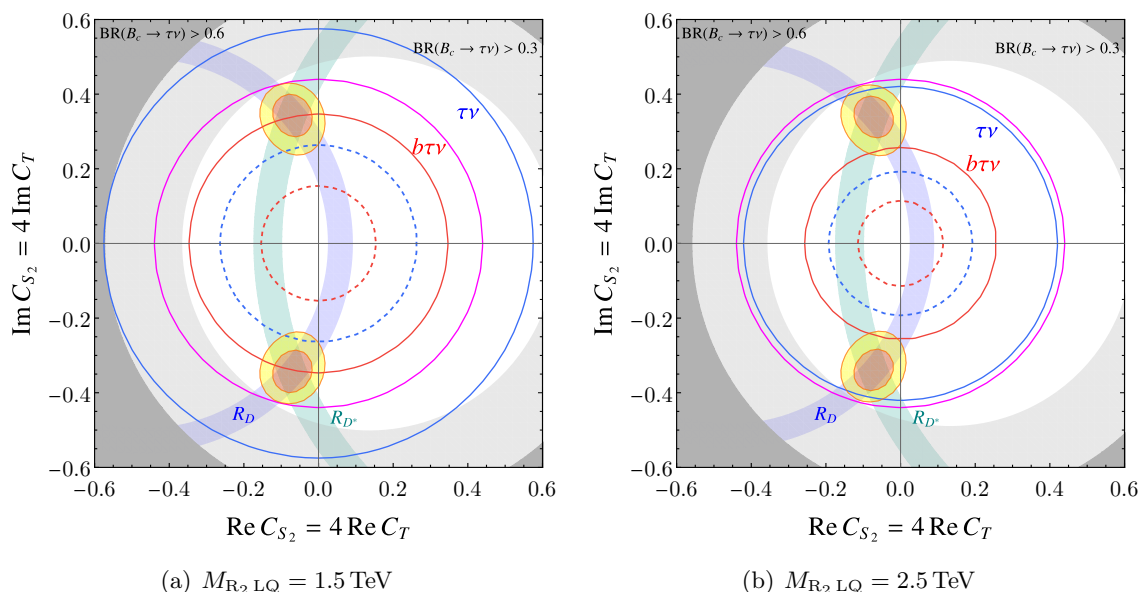 BR(B_c → τν) > 0.6
BR(B_c → τν) > 0.3
τν
bτν
R_D
R_{D*}
0.6
0.4
0.2
0.0
−0.2
−0.4
−0.6
−0.6 −0.4 −0.2 0.0 0.2 0.4 0.6
Im C_{S_2} = 4 Im C_T
Re C_{S_2} = 4 Re C_T
(a) M_{R_2 LQ} = 1.5 TeV
BR(B_c → τν) > 0.6
BR(B_c → τν) > 0.3
τν
bτν
R_D
R_{D*}
0.6
0.4
0.2
0.0
−0.2
−0.4
−0.6
−0.6 −0.4 −0.2 0.0 0.2 0.4 0.6
Im C_{S_2} = 4 Im C_T
Re C_{S_2} = 4 Re C_T
(b) M_{R_2 LQ} = 2.5 TeV